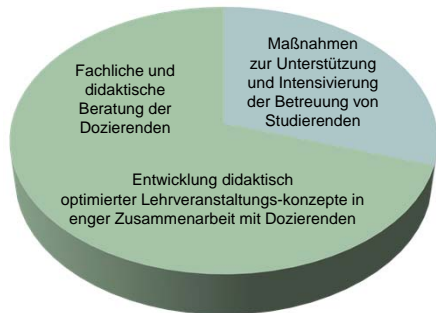 Fachliche und
didaktische
Beratung der
Dozierenden
Maßnahmen
zur Unterstützung
und Intensivierung
der Betreuung von
Studierenden
Entwicklung didaktisch
optimierter Lehrveranstaltungs-konzepte in
enger Zusammenarbeit mit Dozierenden